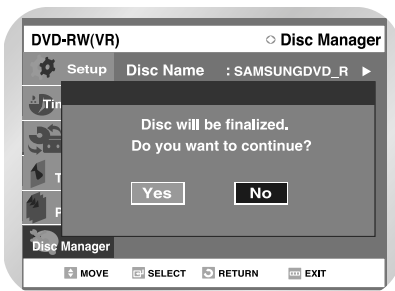 DVD-RW(VR) Disc Manager
Setup Disc Name : SAMSUNGDVD_R
Tin
Disc will be finalized.
Do you want to continue?
T
Yes No
P
Disc Manager
MOVE SELECT RETURN EXIT